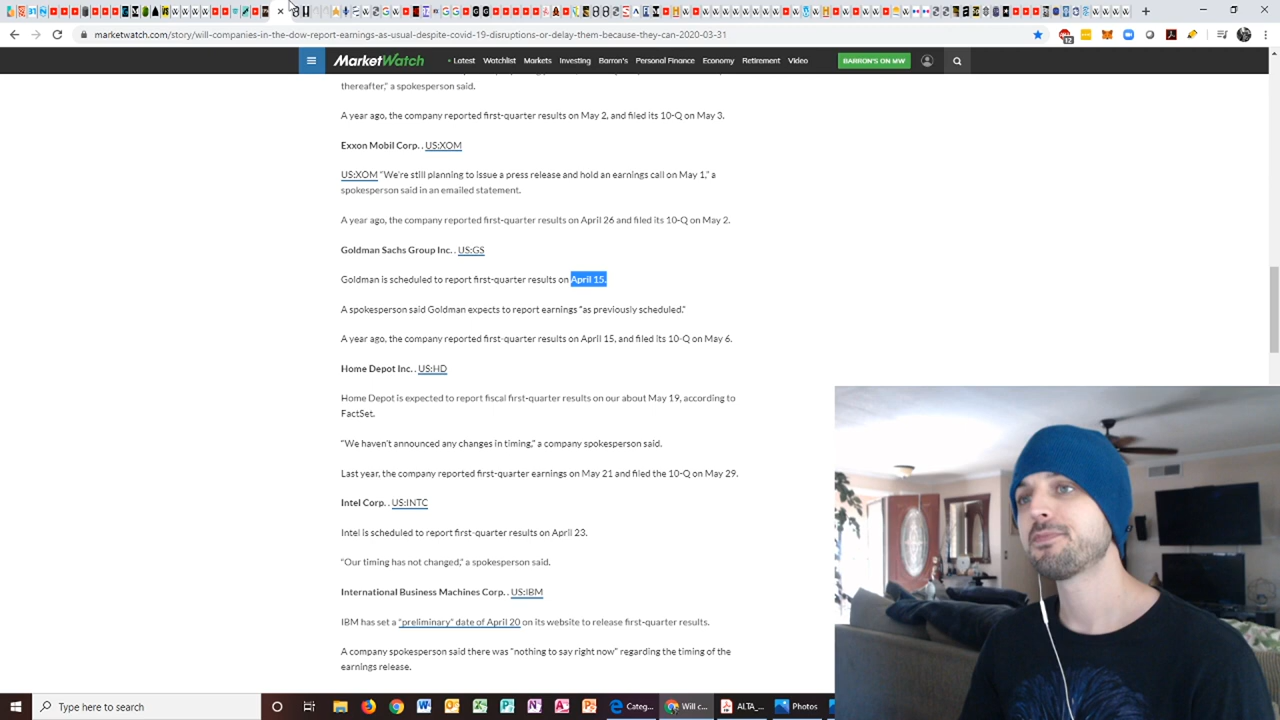 marketwatch.com/story/will-companies-in-the-dow-report-earnings-as-usual-despite-covid-19-disruptions-or-delay-them-because-they-can-2020-03-31
12
MarketWatch
Latest Watchlist Markets Investing Barron's Personal Finance Economy Retirement Video
BARRON'S ON MW
thereafter," a spokesperson said.
A year ago, the company reported first-quarter results on May 2, and filed its 10-Q on May 3.
Exxon Mobil Corp. . US:XOM
US:XOM "We're still planning to issue a press release and hold an earnings call on May 1," a
spokesperson said in an emailed statement.
A year ago, the company reported first-quarter results on April 26 and filed its 10-Q on May 2.
Goldman Sachs Group Inc. . US:GS
Goldman is scheduled to report first-quarter results on April 15.
A spokesperson said Goldman expects to report earnings "as previously scheduled."
A year ago, the company reported first-quarter results on April 15, and filed its 10-Q on May 6.
Home Depot Inc. . US:HD
Home Depot is expected to report fiscal first-quarter results on our about May 19, according to
FactSet.
"We haven't announced any changes in timing," a company spokesperson said.
Last year, the company reported first-quarter earnings on May 21 and filed the 10-Q on May 29.
Intel Corp. . US:INTC
Intel is scheduled to report first-quarter results on April 23.
"Our timing has not changed," a spokesperson said.
International Business Machines Corp. . US:IBM
IBM has set a "preliminary" date of April 20 on its website to release first-quarter results.
A company spokesperson said there was "nothing to say right now" regarding the timing of the
earnings release.
Type here to search
Categ...
Will c...
ALTA_...
Photos